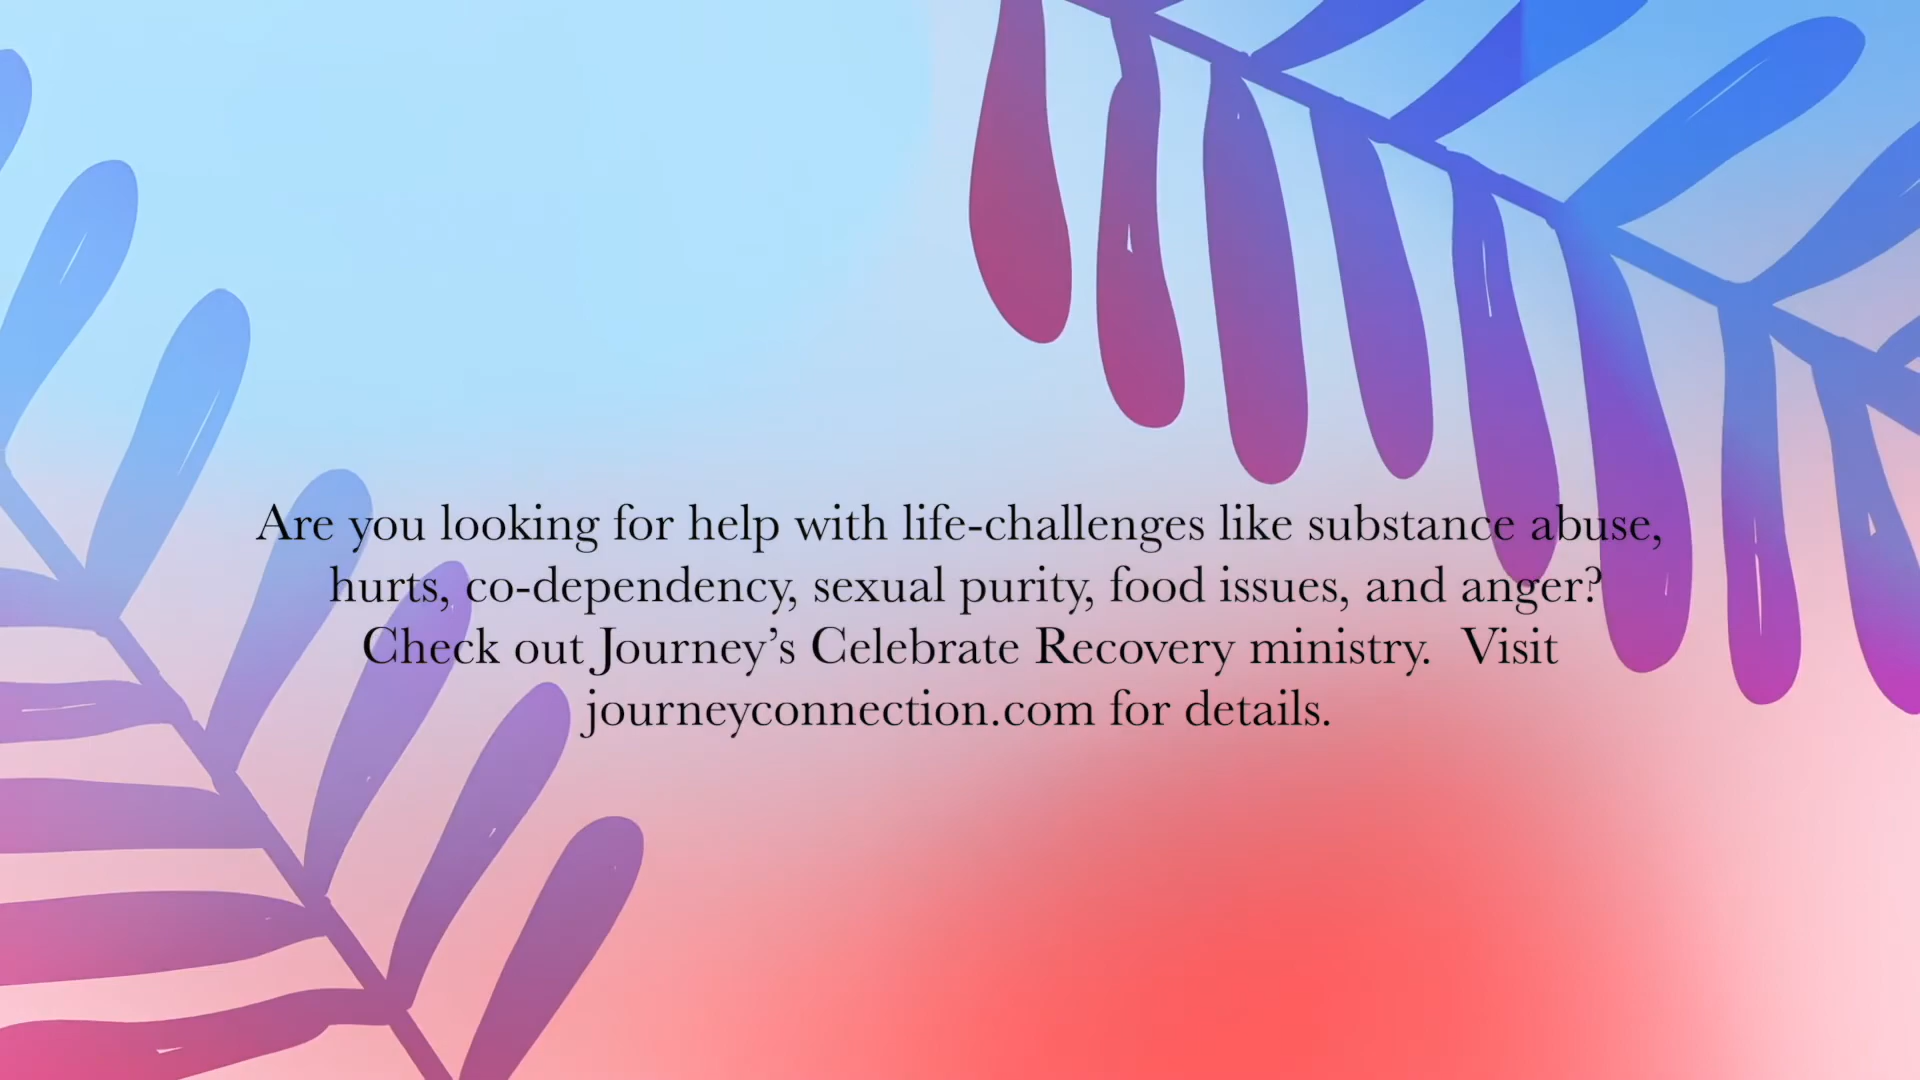 Are you looking for help with life-challenges like substance abuse,
hurts, co-dependency, sexual purity, food issues, and anger?
Check out Journey’s Celebrate Recovery ministry.  Visit
journeyconnection.com for details.